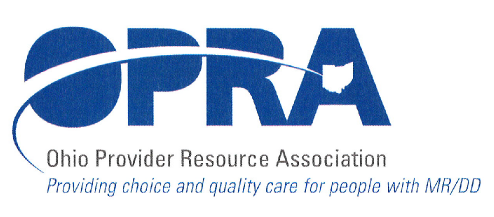 OPRA
Ohio Provider Resource Association
Providing choice and quality care for people with MR/DD